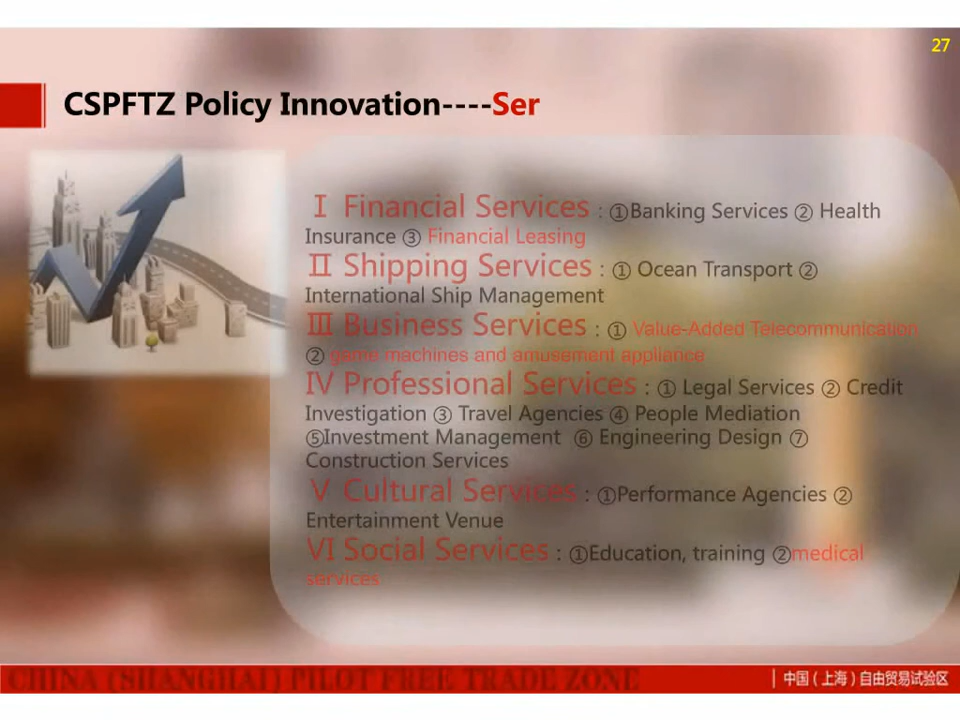 27
CSPFTZ Policy Innovation----Ser
Ⅰ Financial Services : ①Banking Services ② Health
Insurance ③ Financial Leasing
Ⅱ Shipping Services : ① Ocean Transport ②
International Ship Management
Ⅲ Business Services : ① Value-Added Telecommunication
② game machines and amusement appliance
Ⅳ Professional Services : ① Legal Services ② Credit
Investigation ③ Travel Agencies ④ People Mediation
⑤Investment Management ⑥ Engineering Design ⑦
Construction Services
Ⅴ Cultural Services : ①Performance Agencies ②
Entertainment Venue
Ⅵ Social Services : ①Education, training ②medical
services
CHINA (SHANGHAI) PILOT FREE TRADE ZONE
中国（上海）自由贸易试验区